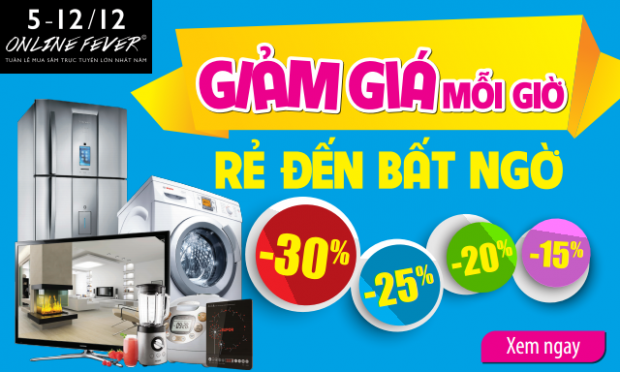 5-12/12
ONLINE FEVER©
TUẦN LỄ MUA SẮM TRỰC TUYẾN LỚN NHẤT NĂM
GIẢM GIÁ MỖI GIỜ
RẺ ĐẾN BẤT NGỜ
-30%
-25%
-20%
-15%
Xem ngay